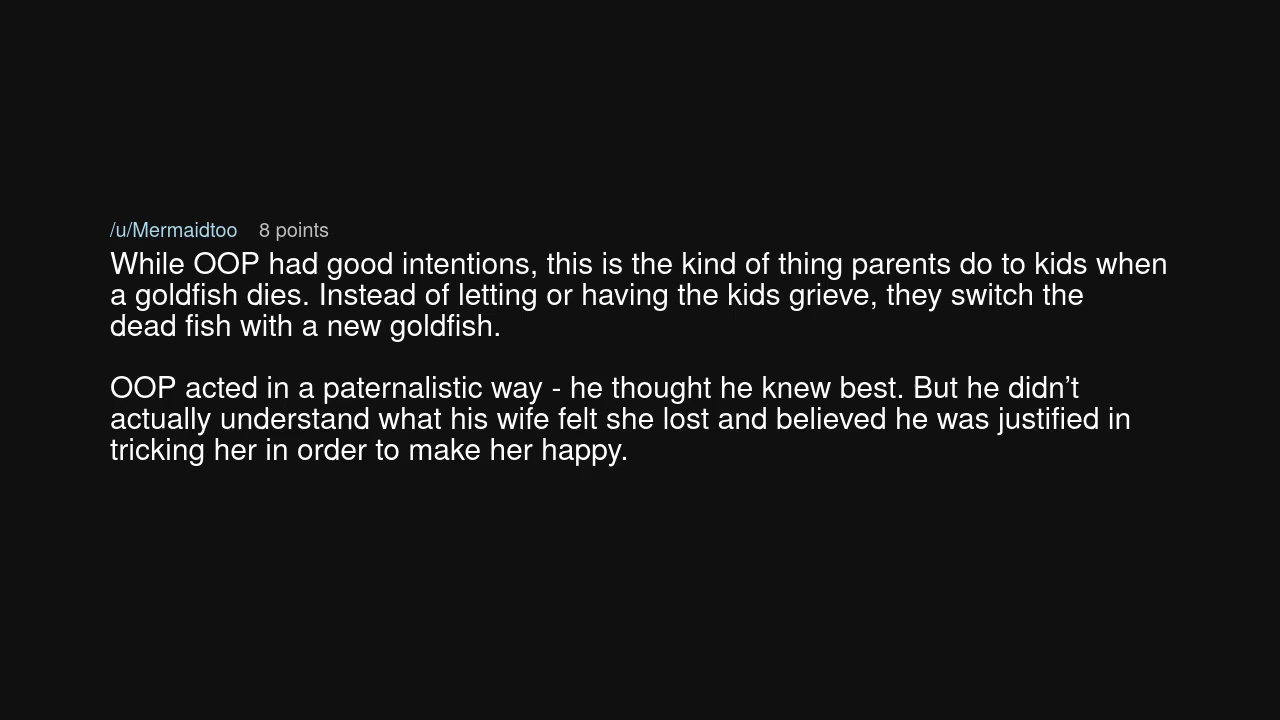 /u/Mermaidtoo 8 points
While OOP had good intentions, this is the kind of thing parents do to kids when
a goldfish dies. Instead of letting or having the kids grieve, they switch the
dead fish with a new goldfish.
OOP acted in a paternalistic way - he thought he knew best. But he didn’t
actually understand what his wife felt she lost and believed he was justified in
tricking her in order to make her happy.